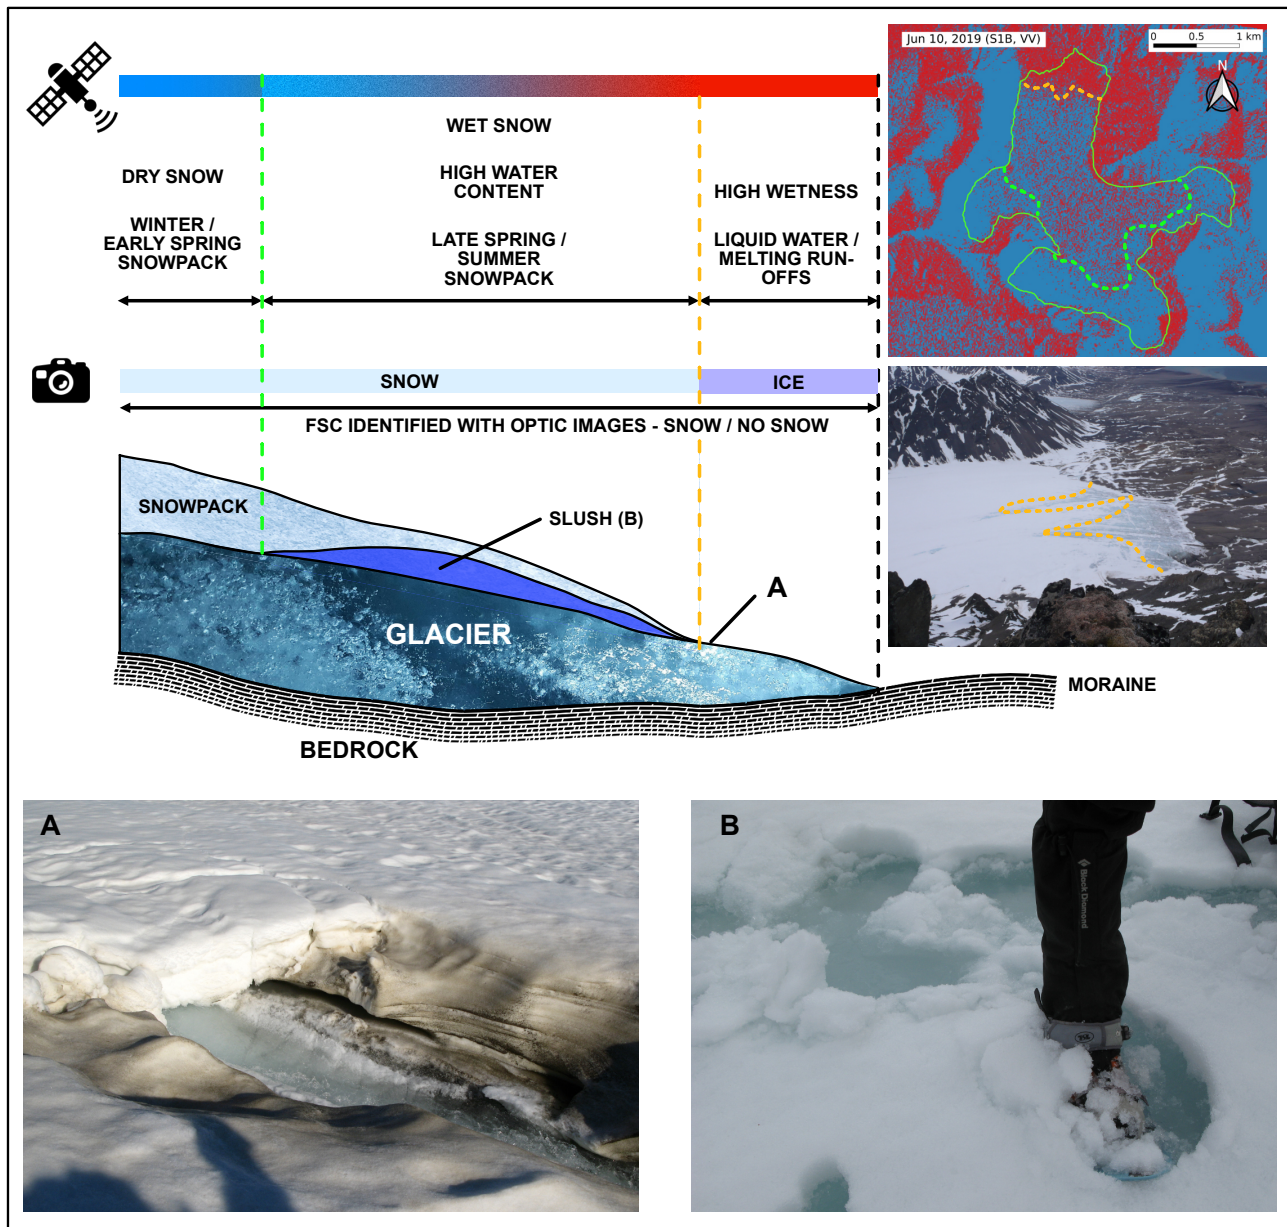 Jun 10, 2019 (S1B, VV)
0 0.5 1 km
N
WET SNOW
DRY SNOW
HIGH WATER
CONTENT
HIGH WETNESS
WINTER /
EARLY SPRING
SNOWPACK
LATE SPRING /
SUMMER
SNOWPACK
LIQUID WATER /
MELTING RUN-
OFFS
SNOW
ICE
FSC IDENTIFIED WITH OPTIC IMAGES - SNOW / NO SNOW
SNOWPACK
SLUSH (B)
A
GLACIER
MORAINE
BEDROCK
A
B
Black Diamond